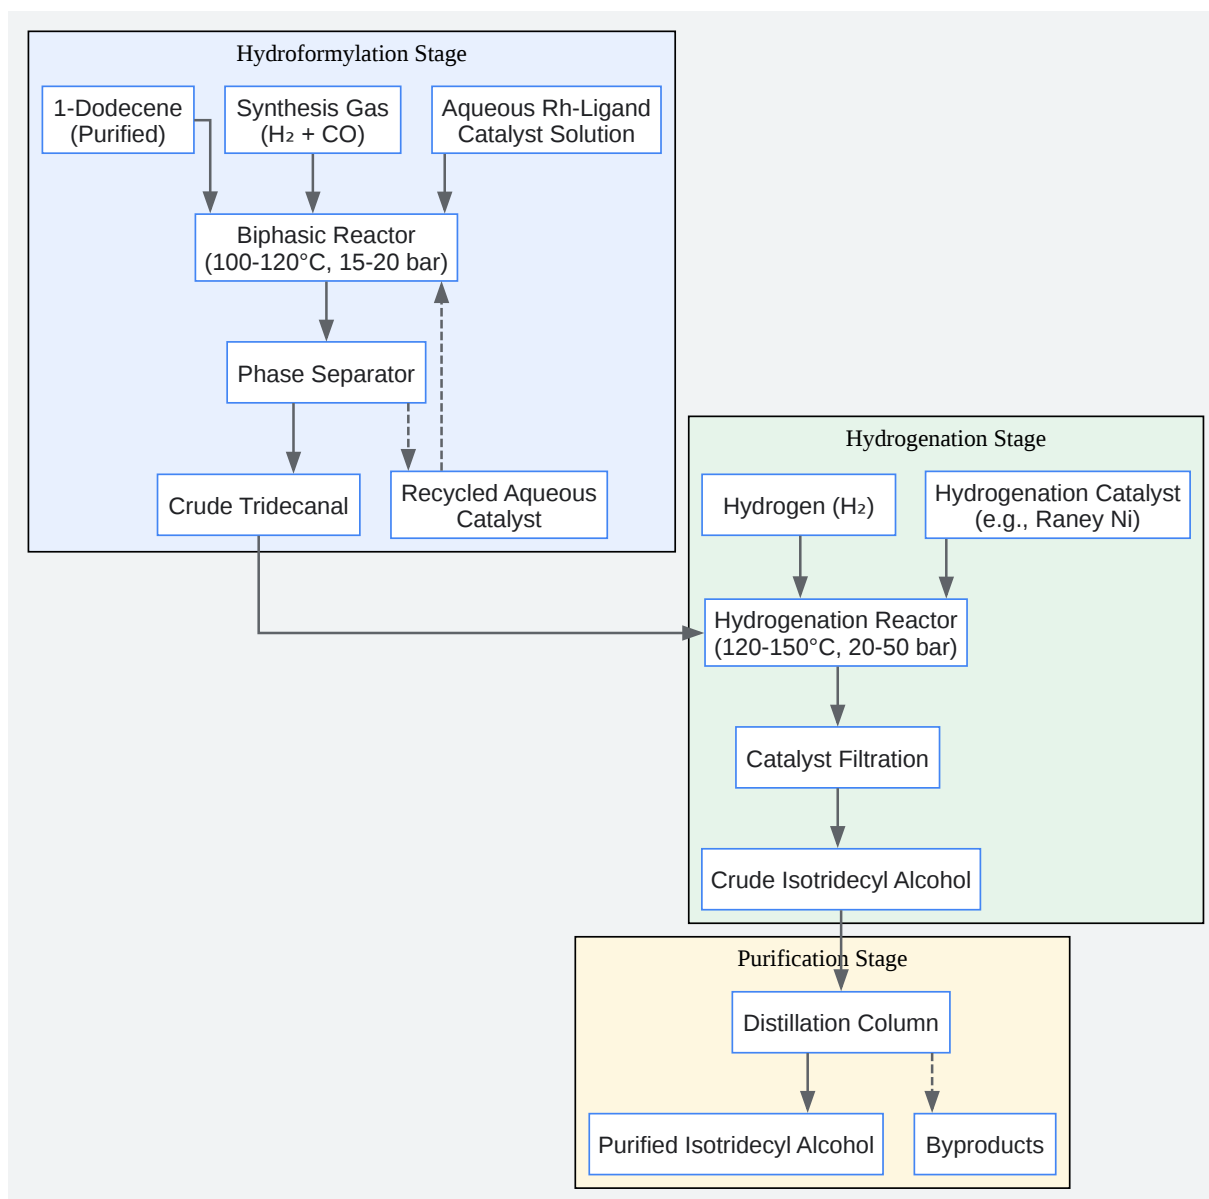 Hydroformylation Stage
1-Dodecene
(Purified)
Synthesis Gas
(H₂ + CO)
Aqueous Rh-Ligand
Catalyst Solution
Biphasic Reactor
(100-120°C, 15-20 bar)
Phase Separator
Crude Tridecanal
Recycled Aqueous
Catalyst
Hydrogenation Stage
Hydrogen (H₂)
Hydrogenation Catalyst
(e.g., Raney Ni)
Hydrogenation Reactor
(120-150°C, 20-50 bar)
Catalyst Filtration
Crude Isotridecyl Alcohol
Purification Stage
Distillation Column
Purified Isotridecyl Alcohol
Byproducts